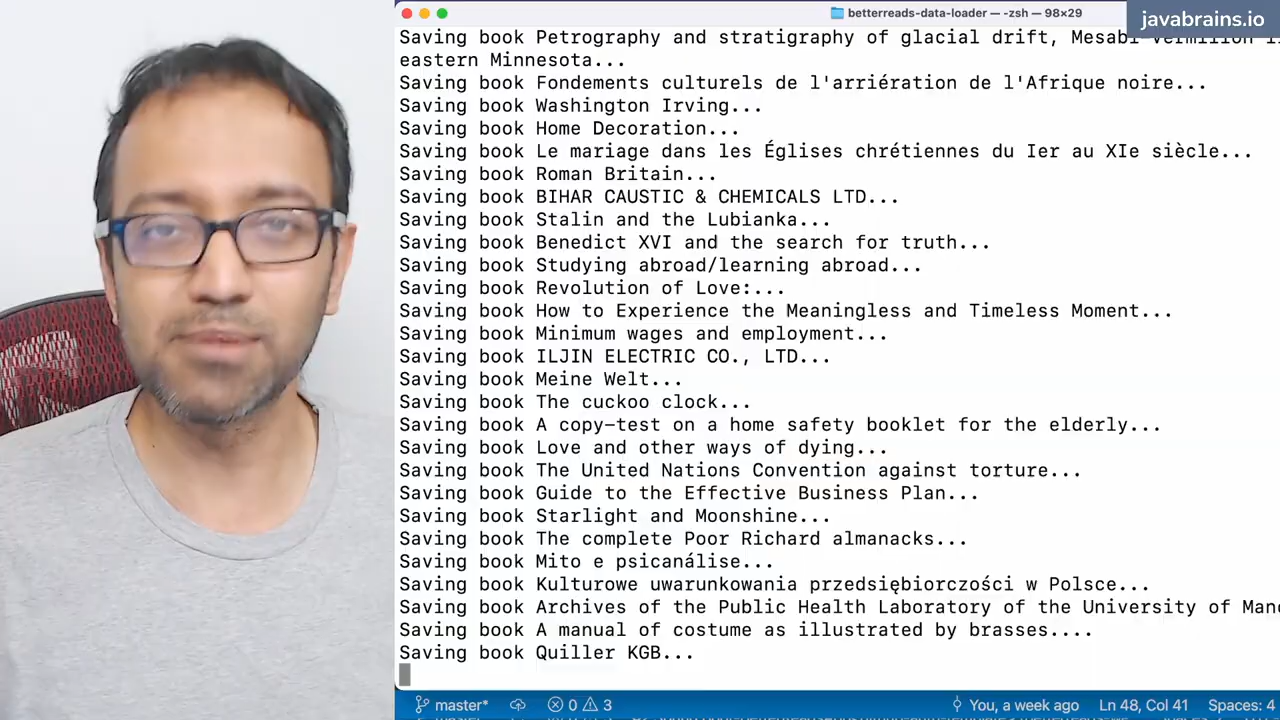 betterreads-data-loader — -zsh — 98×29
javabrains.io
Saving book Petrography and stratigraphy of glacial drift, Mesabi-Vermilion
eastern Minnesota...
Saving book Fondements culturels de l'arriération de l'Afrique noire...
Saving book Washington Irving...
Saving book Home Decoration...
Saving book Le mariage dans les Églises chrétiennes du Ier au XIe siècle...
Saving book Roman Britain...
Saving book BIHAR CAUSTIC & CHEMICALS LTD...
Saving book Stalin and the Lubianka...
Saving book Benedict XVI and the search for truth...
Saving book Studying abroad/learning abroad...
Saving book Revolution of Love:...
Saving book How to Experience the Meaningless and Timeless Moment...
Saving book Minimum wages and employment...
Saving book ILJIN ELECTRIC CO., LTD...
Saving book Meine Welt...
Saving book The cuckoo clock...
Saving book A copy-test on a home safety booklet for the elderly...
Saving book Love and other ways of dying...
Saving book The United Nations Convention against torture...
Saving book Guide to the Effective Business Plan...
Saving book Starlight and Moonshine...
Saving book The complete Poor Richard almanacks...
Saving book Mito e psicanálise...
Saving book Kulturowe uwarunkowania przedsiębiorczości w Polsce...
Saving book Archives of the Public Health Laboratory of the University of
Saving book A manual of costume as illustrated by brasses....
Saving book Quiller KGB...
master* 0 3 You, a week ago Ln 48, Col 41 Spaces: 4